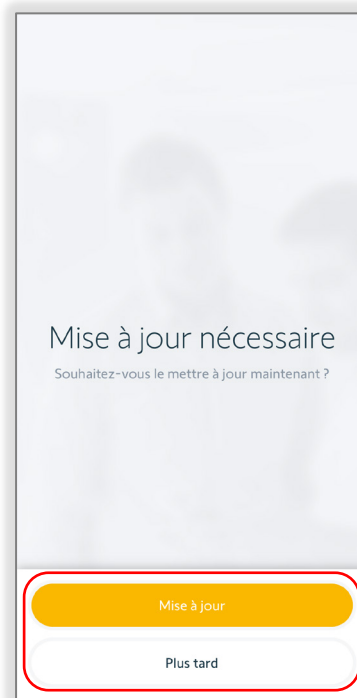 Mise à jour nécessaire
Souhaitez-vous le mettre à jour maintenant ?
Mise à jour
Plus tard